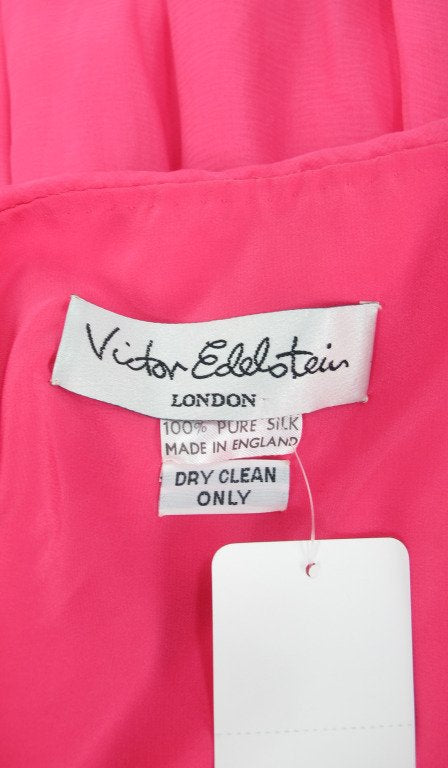 Victor Edelstein
LONDON
100% PURE SILK
MADE IN ENGLAND
DRY CLEAN
ONLY